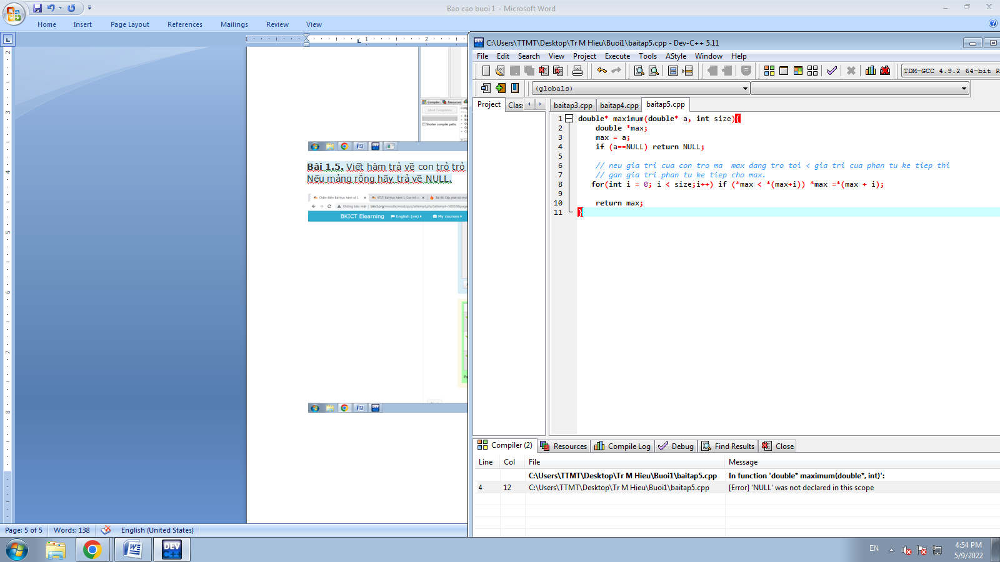 Bao cao buoi1 - Microsoft Word
Home Insert Page Layout References Mailings Review View
Bài 1.5. Viết hàm trả về con trỏ trỏ
Nếu mảng rỗng hãy trả về NULL.
BKICT Elearning English (en) My courses
Compiler Resources
Shorten compiler paths
Page: 5 of 5 Words: 138 English (United States)
C:\Users\TTMT\Desktop\Tr M Hieu\Buoi1\baitap5.cpp - Dev-C++ 5.11
File Edit Search View Project Execute Tools AStyle Window Help
TDM-GCC 4.9.2 64-bit R
(globals)
Project Clas baitap3.cpp baitap4.cpp baitap5.cpp
1 double* maximum(double* a, int size){
2 double *max;
3 max = a;
4 if (a==NULL) return NULL;
5
6 // neu gia tri cua con tro ma  max dang tro toi < gia tri cua phan tu ke tiep thi
7 // gan gia tri phan tu ke tiep cho max.
8 for(int i = 0; i < size;i++) if (*max < *(max+i)) *max =*(max + i);
9
10 return max;
11 }
Compiler (2) Resources Compile Log Debug Find Results Close
Line Col File Message
C:\Users\TTMT\Desktop\Tr M Hieu\Buoi1\baitap5.cpp In function 'double* maximum(double*, int)':
4 12 C:\Users\TTMT\Desktop\Tr M Hieu\Buoi1\baitap5.cpp [Error] 'NULL' was not declared in this scope
EN 4:54 PM
5/9/2022